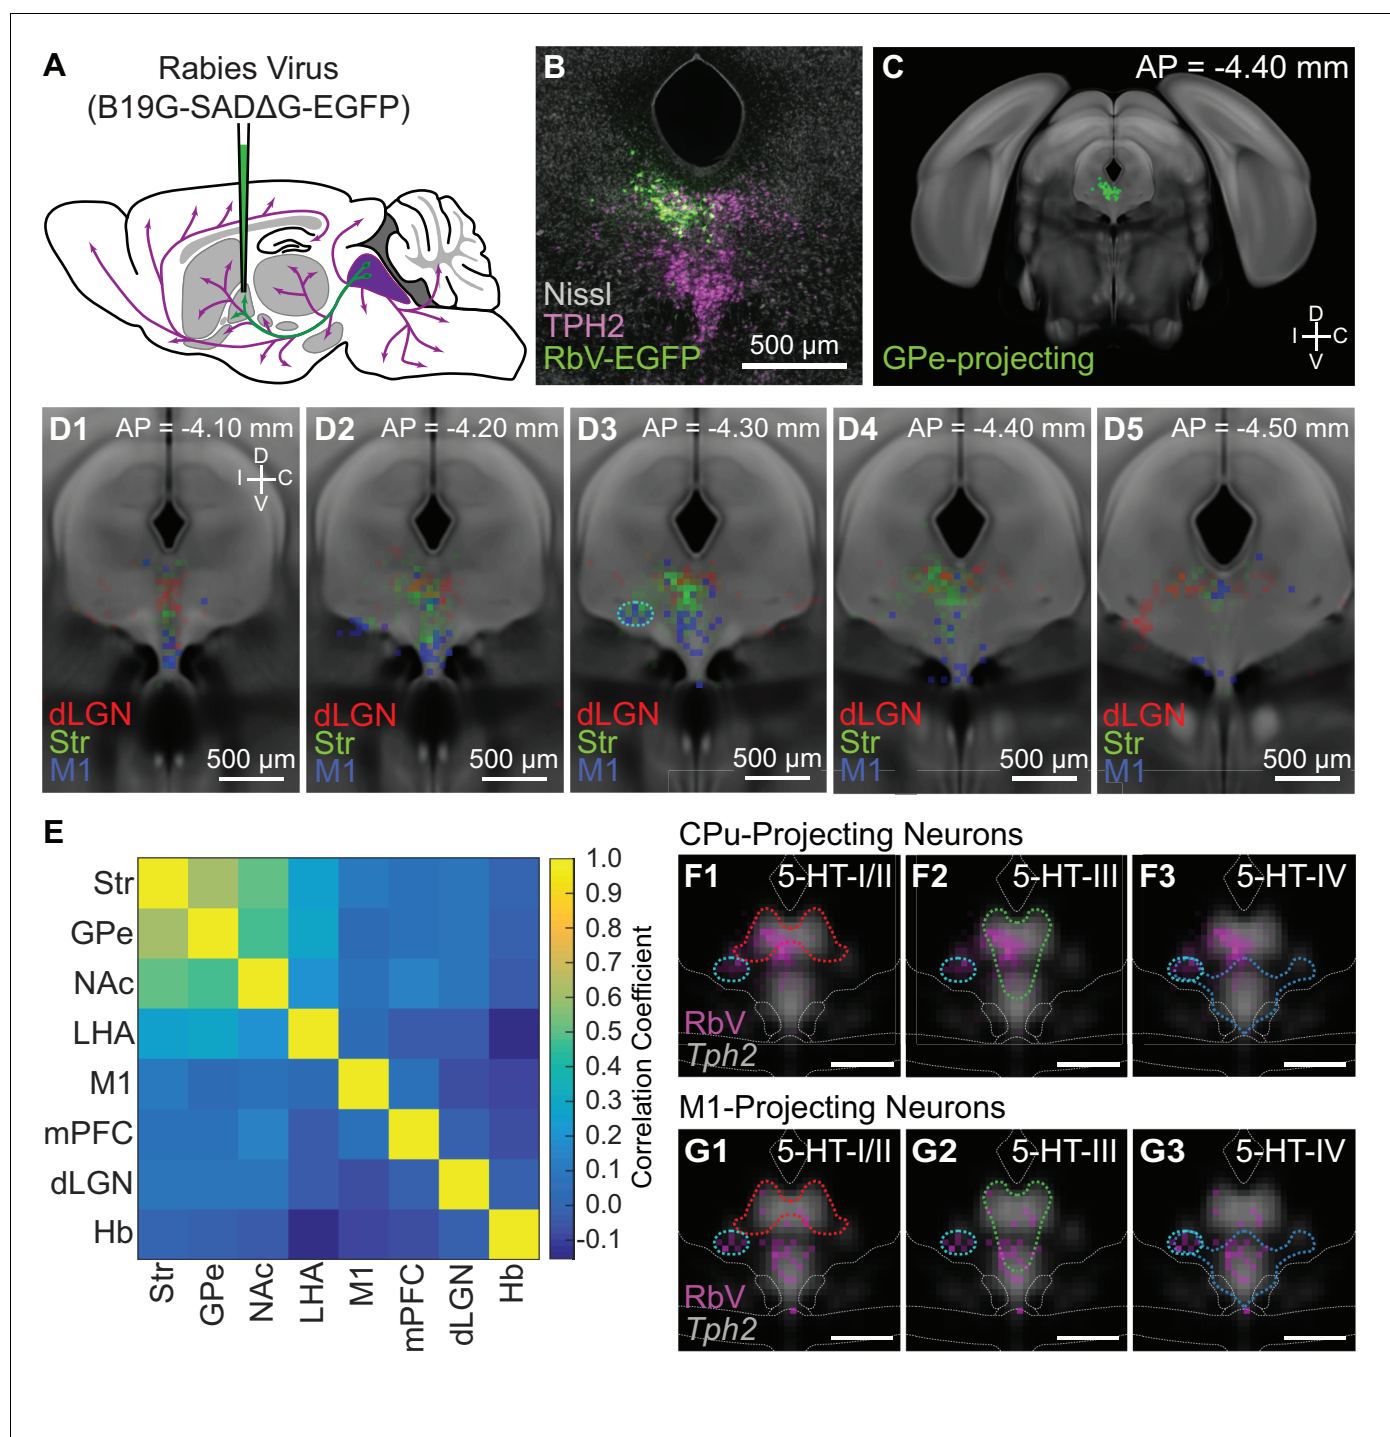 A
Rabies Virus
(B19G-SADΔG-EGFP)
B
Nissl
TPH2
RbV-EGFP
500 µm
C
AP = -4.40 mm
GPe-projecting
D
I C
V
D1 AP = -4.10 mm
D
I C
V
dLGN
Str
M1
500 µm
D2 AP = -4.20 mm
dLGN
Str
M1
500 µm
D3 AP = -4.30 mm
dLGN
Str
M1
500 µm
D4 AP = -4.40 mm
dLGN
Str
M1
500 µm
D5 AP = -4.50 mm
dLGN
Str
M1
500 µm
E
Str
GPe
NAc
LHA
M1
mPFC
dLGN
Hb
Str
GPe
NAc
LHA
M1
mPFC
dLGN
Hb
1.0
0.9
0.8
0.7
0.6
0.5
0.4
0.3
0.2
0.1
0.0
-0.1
Correlation Coefficient
CPu-Projecting Neurons
F1 5-HT-I/II
RbV
Tph2
F2 5-HT-III
F3 5-HT-IV
M1-Projecting Neurons
G1 5-HT-I/II
RbV
Tph2
G2 5-HT-III
G3 5-HT-IV